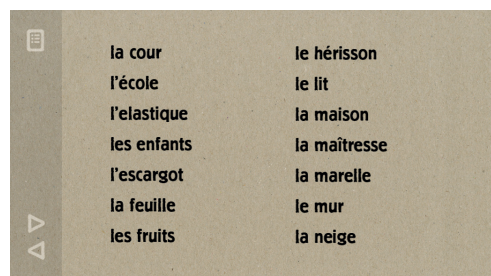 la cour
l'école
l'elastique
les enfants
l'escargot
la feuille
les fruits
le hérisson
le lit
la maison
la maîtresse
la marelle
le mur
la neige